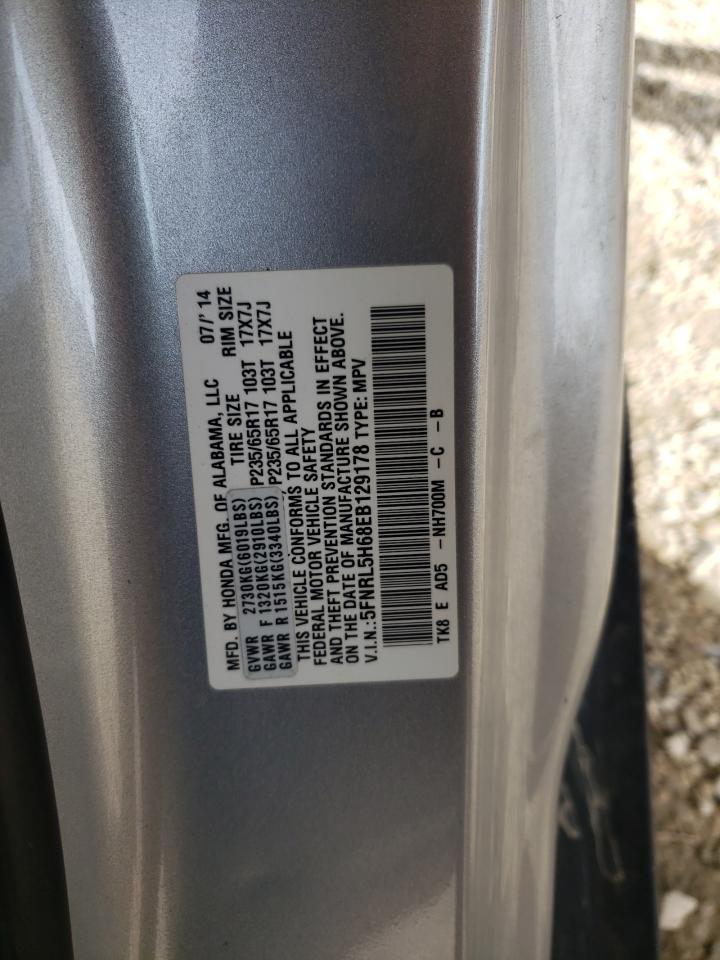 MFD. BY HONDA MFG. OF ALABAMA, LLC 07/' 14
TIRE SIZE RIM SIZE
GVWR 2730KG(6019LBS)
GAWR F 1320KG(2910LBS) P235/65R17 103T 17X7J
GAWR R 1515KG(3340LBS) P235/65R17 103T 17X7J
THIS VEHICLE CONFORMS TO ALL APPLICABLE
FEDERAL MOTOR VEHICLE SAFETY
AND THEFT PREVENTION STANDARDS IN EFFECT
ON THE DATE OF MANUFACTURE SHOWN ABOVE.
V.I.N.:5FNRL5H68EB129178 TYPE: MPV
TK8 E AD5 -NH700M -C -B